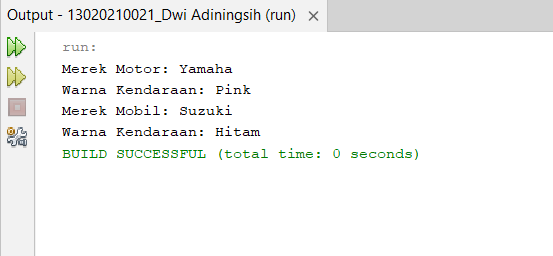 Output - 13020210021_Dwi Adiningsih (run) ×
run:
Merek Motor: Yamaha
Warna Kendaraan: Pink
Merek Mobil: Suzuki
Warna Kendaraan: Hitam
BUILD SUCCESSFUL (total time: 0 seconds)